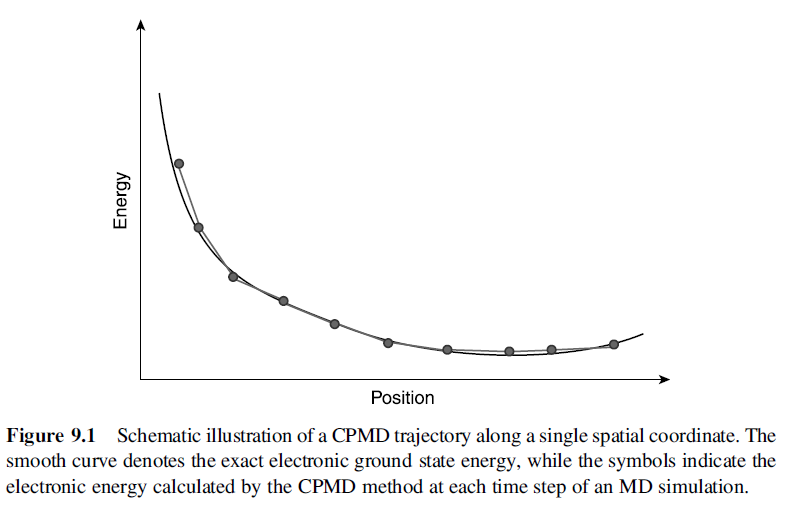 Energy
Position
Figure 9.1 Schematic illustration of a CPMD trajectory along a single spatial coordinate. The
smooth curve denotes the exact electronic ground state energy, while the symbols indicate the
electronic energy calculated by the CPMD method at each time step of an MD simulation.